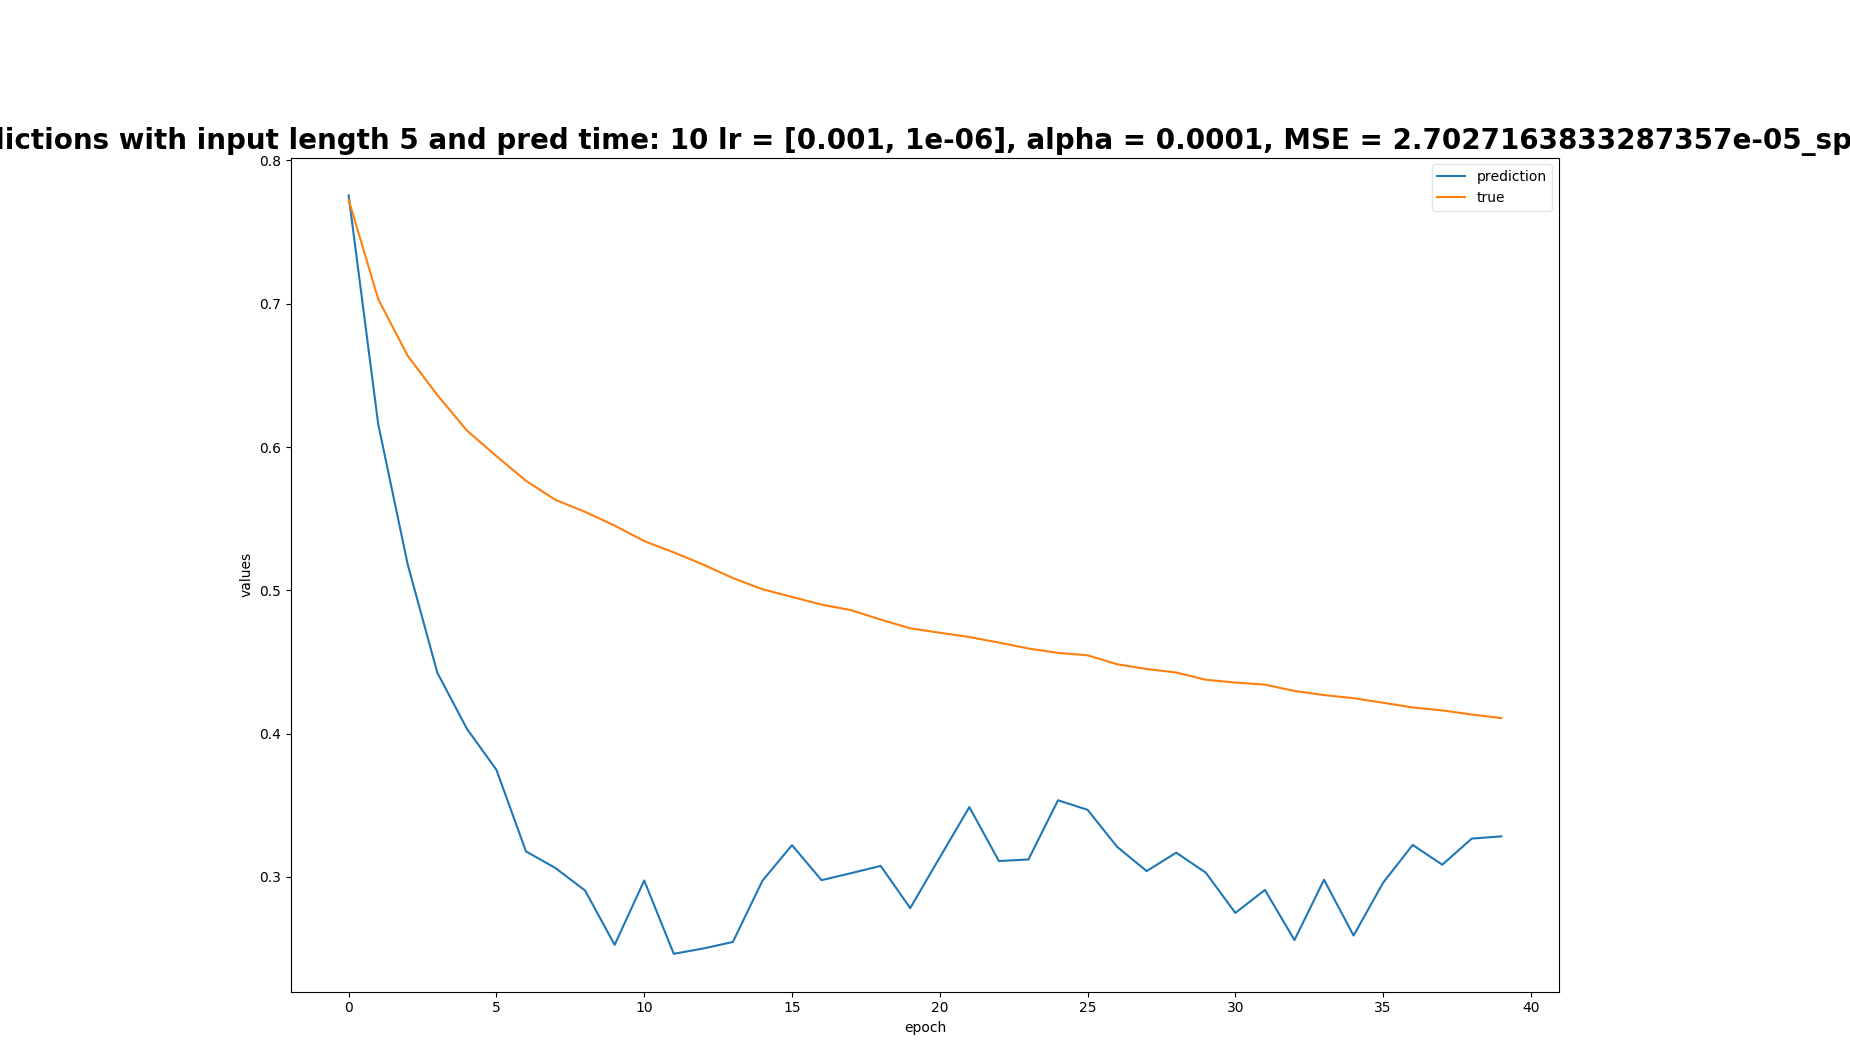 dictions with input length 5 and pred time: 10 lr = [0.001, 1e-06], alpha = 0.0001, MSE = 2.7027163833287357e-05_sp
prediction
true
0.8
0.7
0.6
0.5
0.4
0.3
values
0 5 10 15 20 25 30 35 40
epoch